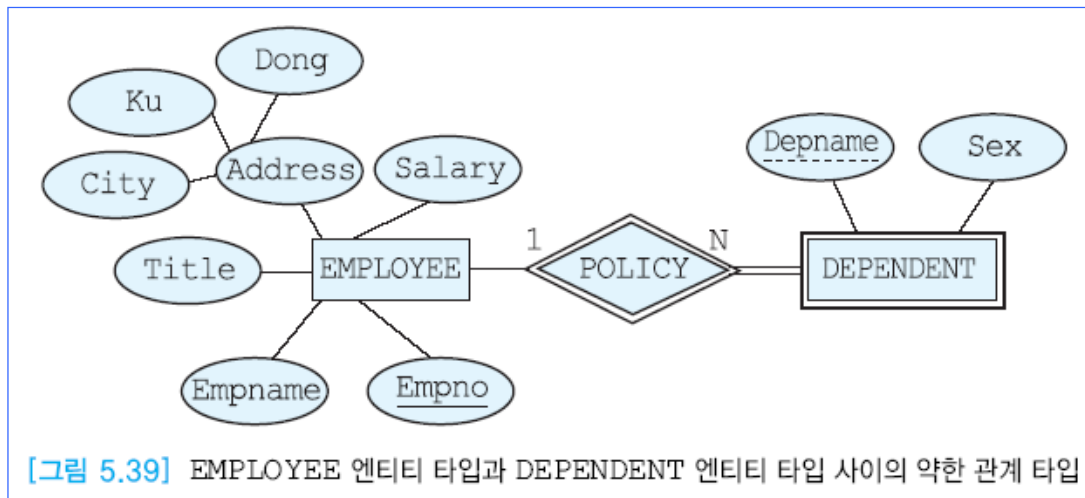 Dong
Ku
Depname
Sex
Address
Salary
City
1
N
Title
EMPLOYEE
POLICY
DEPENDENT
Empname
Empno
[그림 5.39] EMPLOYEE 엔티티 타입과 DEPENDENT 엔티티 타입 사이의 약한 관계 타입